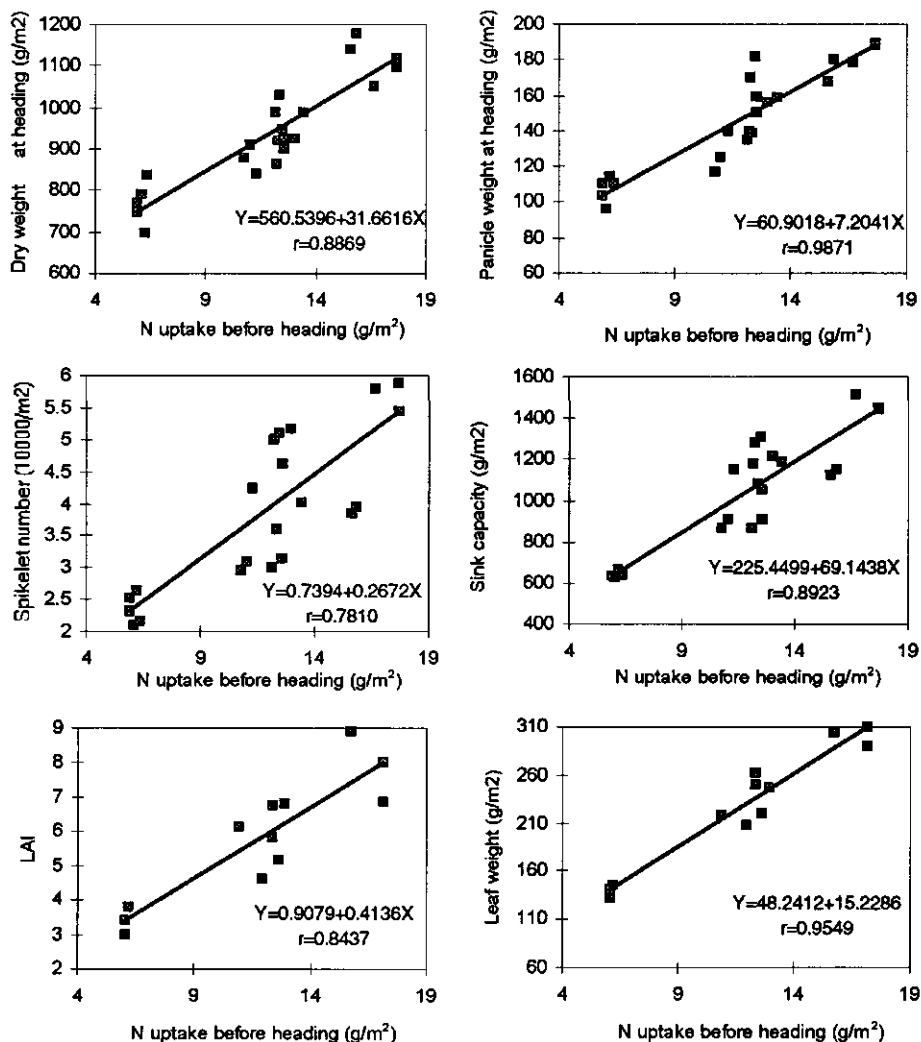 Dry weight at heading (g/m2)
1200
1100
1000
900
800
700
600
4 9 14 19
N uptake before heading (g/m²)
Y=560.5396+31.6616X
r=0.8869
Panicle weight at heading (g/m2)
200
180
160
140
120
100
80
60
4 9 14 19
N uptake before heading (g/m²)
Y=60.9018+7.2041X
r=0.9871
Spikelet number (10000/m2)
6
5.5
5
4.5
4
3.5
3
2.5
2
4 9 14 19
N uptake before heading (g/m²)
Y=0.7394+0.2672X
r=0.7810
Sink capacity (g/m2)
1600
1400
1200
1000
800
600
400
4 9 14 19
N uptake before heading (g/m²)
Y=225.4499+69.1438X
r=0.8923
LAI
9
8
7
6
5
4
3
2
4 9 14 19
N uptake before heading (g/m²)
Y=0.9079+0.4136X
r=0.8437
Leaf weight (g/m2)
310
260
210
160
110
60
4 9 14 19
N uptake before heading (g/m²)
Y=48.2412+15.2286
r=0.9549